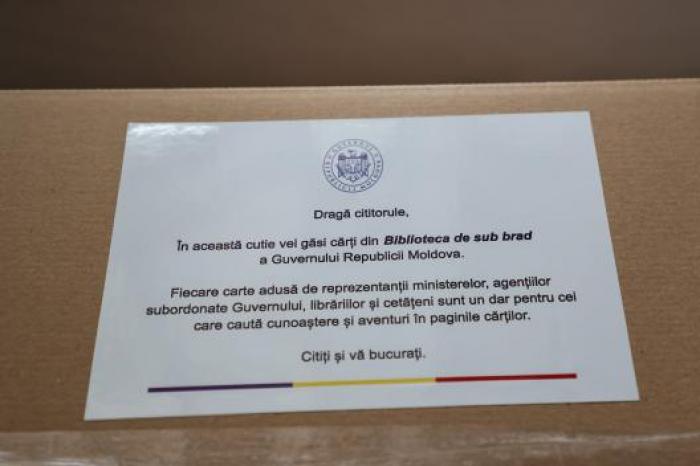 Dragă cititorule,
În această cutie vei găsi cărți din Biblioteca de sub brad
a Guvernului Republicii Moldova.
Fiecare carte adusă de reprezentanții ministerelor, agențiilor
subordonate Guvernului, librăriilor și cetățeni sunt un dar pentru cei
care caută cunoaștere și aventuri în paginile cărților.
Citiți și vă bucurați.